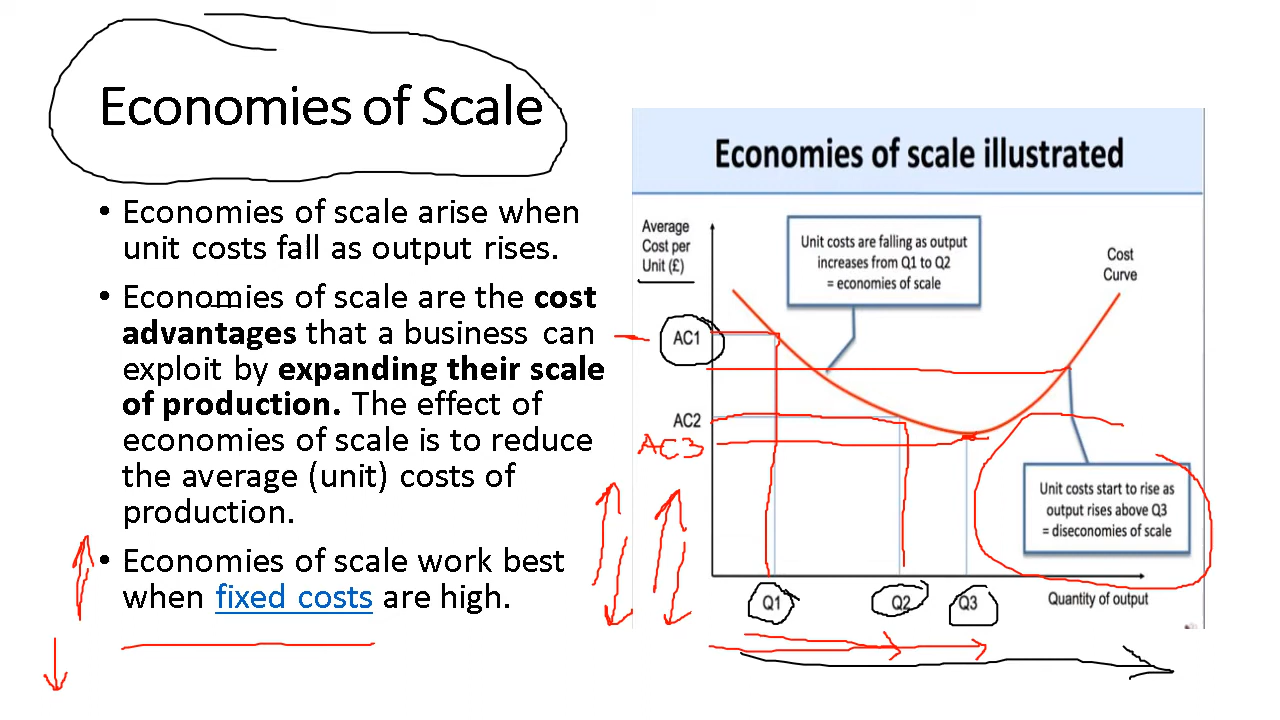 Economies of Scale
• Economies of scale arise when
unit costs fall as output rises.
• Economies of scale are the cost
advantages that a business can
exploit by expanding their scale
of production. The effect of
economies of scale is to reduce
the average (unit) costs of
production.
• Economies of scale work best
when fixed costs are high.
Economies of scale illustrated
Average
Cost per
Unit (£)
Unit costs are falling as output
increases from Q1 to Q2
= economies of scale
Cost
Curve
AC1
AC2
AC3
Unit costs start to rise as
output rises above Q3
= diseconomies of scale
Q1
Q2
Q3
Quantity of output